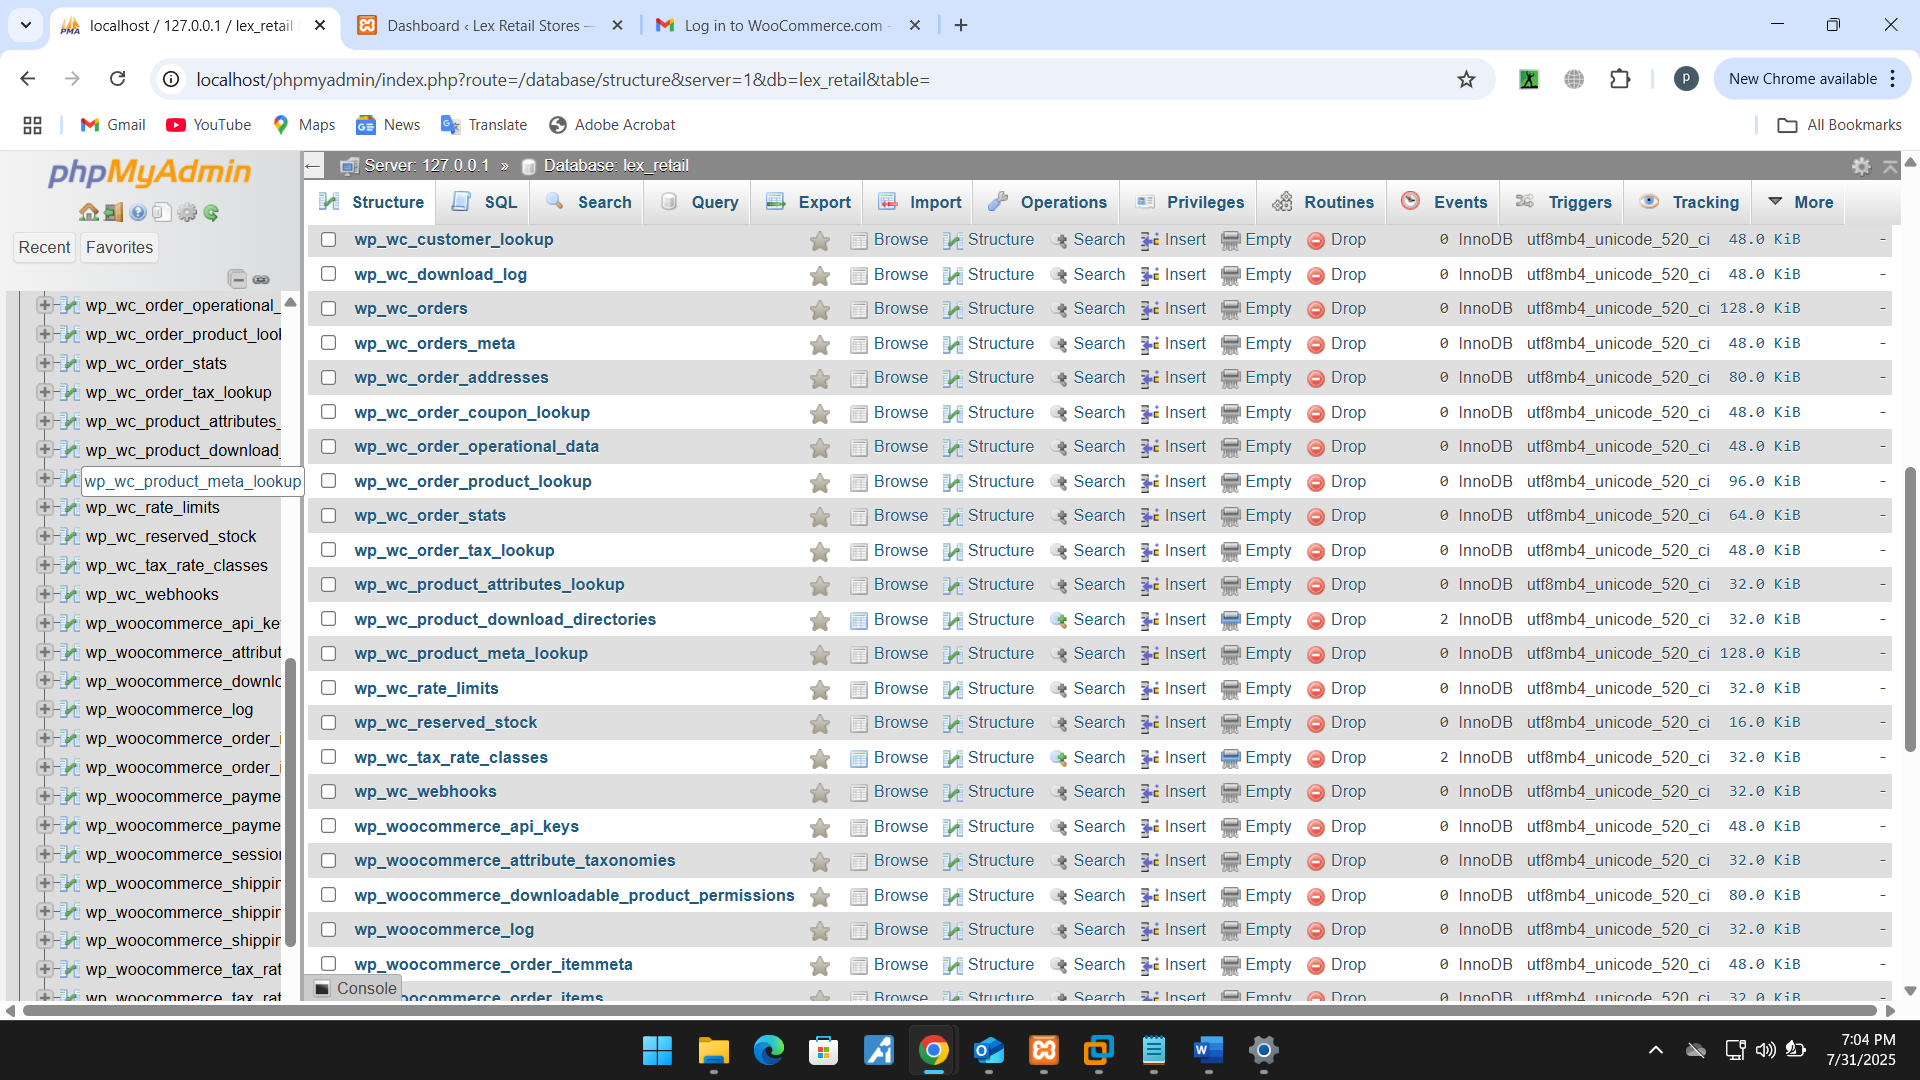 localhost / 127.0.0.1 / lex_retail
Dashboard ‹ Lex Retail Stores —
Log in to WooCommerce.com -
localhost/phpmyadmin/index.php?route=/database/structure&server=1&db=lex_retail&table=
p
New Chrome available
Gmail
YouTube
Maps
News
Translate
Adobe Acrobat
All Bookmarks
phpMyAdmin
Recent
Favorites
wp_wc_order_operational_
wp_wc_order_product_lool
wp_wc_order_stats
wp_wc_order_tax_lookup
wp_wc_product_attributes_
wp_wc_product_download_
wp_wc_product_meta_lookup
wp_wc_rate_limits
wp_wc_reserved_stock
wp_wc_tax_rate_classes
wp_wc_webhooks
wp_woocommerce_api_ke
wp_woocommerce_attribut
wp_woocommerce_downlo
wp_woocommerce_log
wp_woocommerce_order_i
wp_woocommerce_order_i
wp_woocommerce_payme
wp_woocommerce_payme
wp_woocommerce_session
wp_woocommerce_shippin
wp_woocommerce_shippin
wp_woocommerce_shippin
wp_woocommerce_tax_rat
wp_woocommerce_tax_rat
Server: 127.0.0.1 » Database: lex_retail
Structure SQL Search Query Export Import Operations Privileges Routines Events Triggers Tracking More
wp_wc_customer_lookup Browse Structure Search Insert Empty Drop 0 InnoDB utf8mb4_unicode_520_ci 48.0 KiB -
wp_wc_download_log Browse Structure Search Insert Empty Drop 0 InnoDB utf8mb4_unicode_520_ci 48.0 KiB -
wp_wc_orders Browse Structure Search Insert Empty Drop 0 InnoDB utf8mb4_unicode_520_ci 128.0 KiB -
wp_wc_orders_meta Browse Structure Search Insert Empty Drop 0 InnoDB utf8mb4_unicode_520_ci 48.0 KiB -
wp_wc_order_addresses Browse Structure Search Insert Empty Drop 0 InnoDB utf8mb4_unicode_520_ci 80.0 KiB -
wp_wc_order_coupon_lookup Browse Structure Search Insert Empty Drop 0 InnoDB utf8mb4_unicode_520_ci 48.0 KiB -
wp_wc_order_operational_data Browse Structure Search Insert Empty Drop 0 InnoDB utf8mb4_unicode_520_ci 48.0 KiB -
wp_wc_order_product_lookup Browse Structure Search Insert Empty Drop 0 InnoDB utf8mb4_unicode_520_ci 96.0 KiB -
wp_wc_order_stats Browse Structure Search Insert Empty Drop 0 InnoDB utf8mb4_unicode_520_ci 64.0 KiB -
wp_wc_order_tax_lookup Browse Structure Search Insert Empty Drop 0 InnoDB utf8mb4_unicode_520_ci 48.0 KiB -
wp_wc_product_attributes_lookup Browse Structure Search Insert Empty Drop 0 InnoDB utf8mb4_unicode_520_ci 32.0 KiB -
wp_wc_product_download_directories Browse Structure Search Insert Empty Drop 2 InnoDB utf8mb4_unicode_520_ci 32.0 KiB -
wp_wc_product_meta_lookup Browse Structure Search Insert Empty Drop 0 InnoDB utf8mb4_unicode_520_ci 128.0 KiB -
wp_wc_rate_limits Browse Structure Search Insert Empty Drop 0 InnoDB utf8mb4_unicode_520_ci 32.0 KiB -
wp_wc_reserved_stock Browse Structure Search Insert Empty Drop 0 InnoDB utf8mb4_unicode_520_ci 16.0 KiB -
wp_wc_tax_rate_classes Browse Structure Search Insert Empty Drop 2 InnoDB utf8mb4_unicode_520_ci 32.0 KiB -
wp_wc_webhooks Browse Structure Search Insert Empty Drop 0 InnoDB utf8mb4_unicode_520_ci 32.0 KiB -
wp_woocommerce_api_keys Browse Structure Search Insert Empty Drop 0 InnoDB utf8mb4_unicode_520_ci 48.0 KiB -
wp_woocommerce_attribute_taxonomies Browse Structure Search Insert Empty Drop 0 InnoDB utf8mb4_unicode_520_ci 32.0 KiB -
wp_woocommerce_downloadable_product_permissions Browse Structure Search Insert Empty Drop 0 InnoDB utf8mb4_unicode_520_ci 80.0 KiB -
wp_woocommerce_log Browse Structure Search Insert Empty Drop 0 InnoDB utf8mb4_unicode_520_ci 32.0 KiB -
wp_woocommerce_order_itemmeta Browse Structure Search Insert Empty Drop 0 InnoDB utf8mb4_unicode_520_ci 48.0 KiB -
oocommerce_order_items Browse Structure Search Insert Empty Drop 0 InnoDB utf8mb4_unicode_520_ci 32.0 KiB -
Console
7:04 PM
7/31/2025